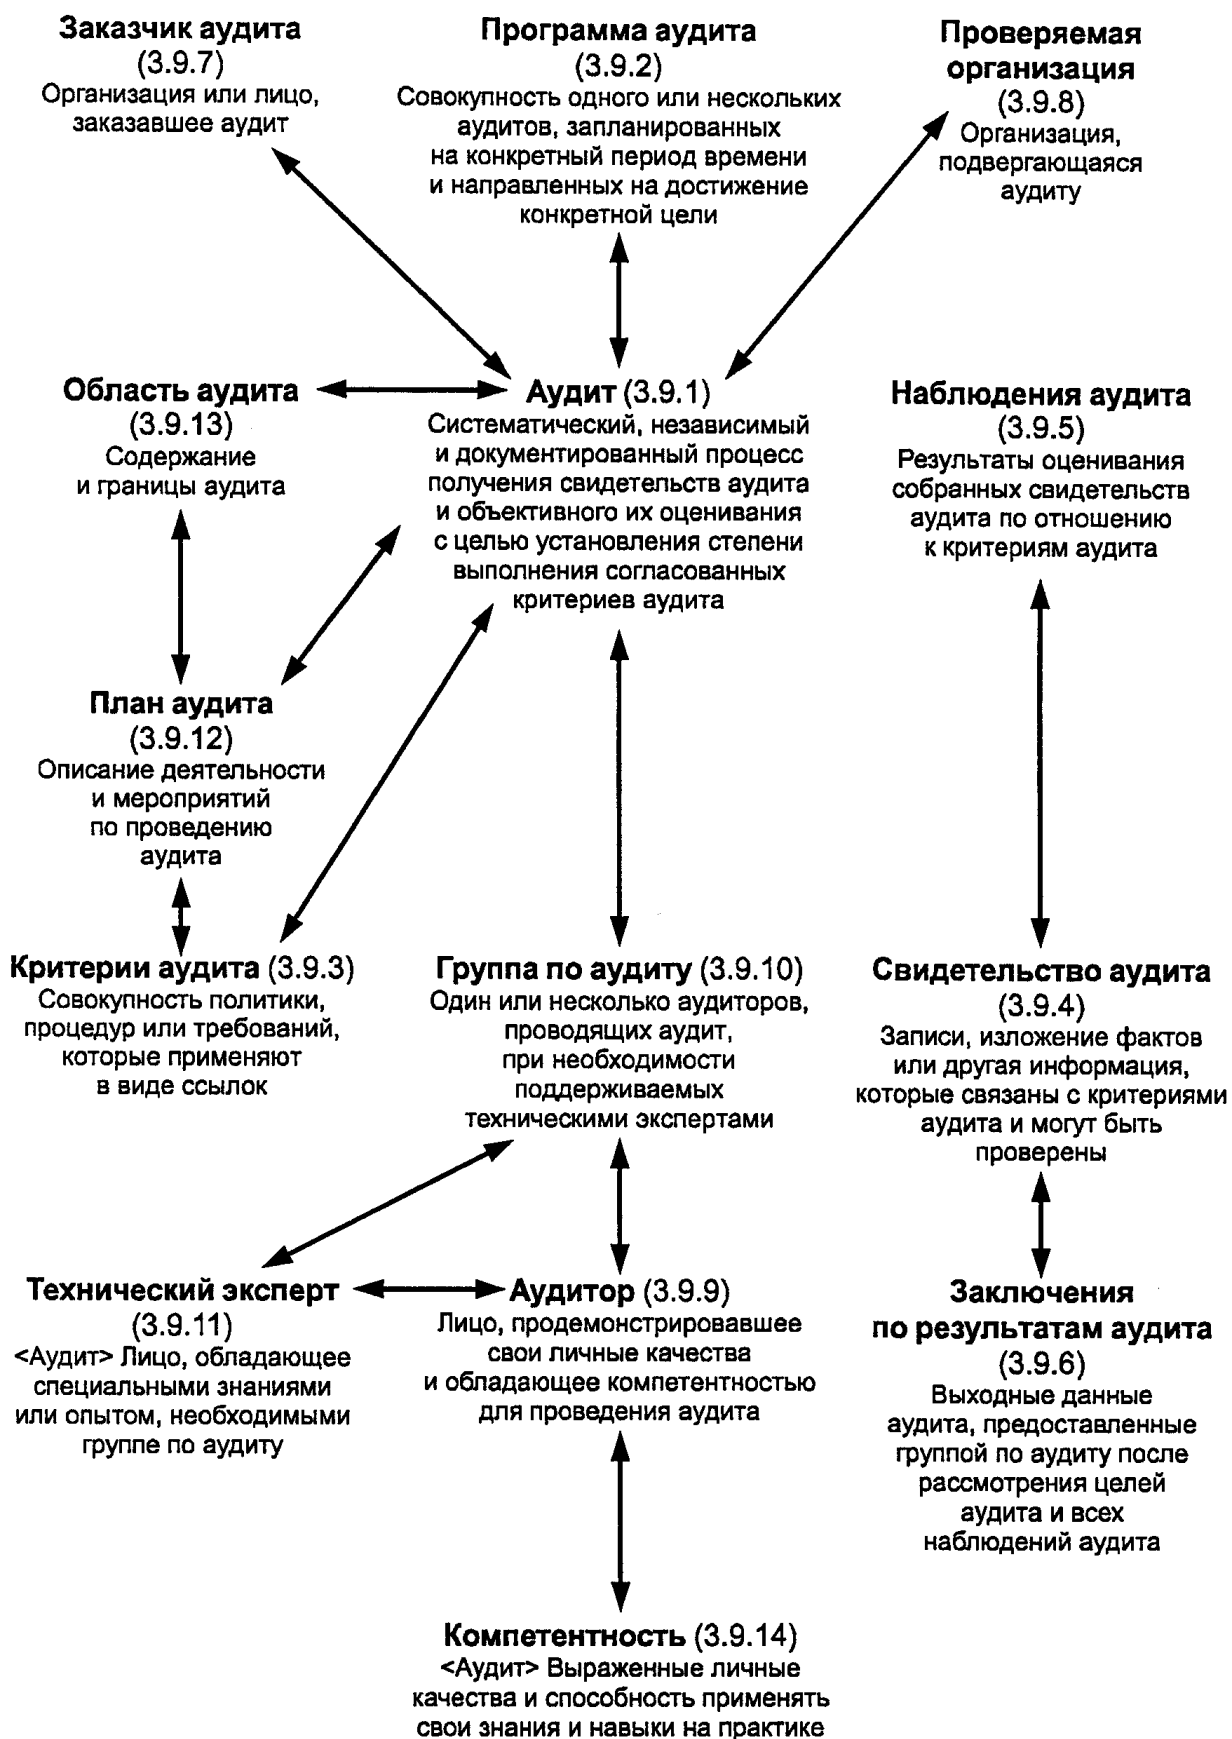 Заказчик аудита
(3.9.7)
Организация или лицо,
заказавшее аудит
Программа аудита
(3.9.2)
Совокупность одного или нескольких
аудитов, запланированных
на конкретный период времени
и направленных на достижение
конкретной цели
Проверяемая
организация
(3.9.8)
Организация,
подвергающаяся
аудиту
Область аудита
(3.9.13)
Содержание
и границы аудита
Аудит (3.9.1)
Систематический, независимый
и документированный процесс
получения свидетельств аудита
и объективного их оценивания
с целью установления степени
выполнения согласованных
критериев аудита
Наблюдения аудита
(3.9.5)
Результаты оценивания
собранных свидетельств
аудита по отношению
к критериям аудита
План аудита
(3.9.12)
Описание деятельности
и мероприятий
по проведению
аудита
Критерии аудита (3.9.3)
Совокупность политики,
процедур или требований,
которые применяют
в виде ссылок
Группа по аудиту (3.9.10)
Один или несколько аудиторов,
проводящих аудит,
при необходимости
поддерживаемых
техническими экспертами
Свидетельство аудита
(3.9.4)
Записи, изложение фактов
или другая информация,
которые связаны с критериями
аудита и могут быть
проверены
Технический эксперт
(3.9.11)
<Аудит> Лицо, обладающее
специальными знаниями
или опытом, необходимыми
группе по аудиту
Аудитор (3.9.9)
Лицо, продемонстрировавшее
свои личные качества
и обладающее компетентностью
для проведения аудита
Заключения
по результатам аудита
(3.9.6)
Выходные данные
аудита, предоставленные
группой по аудиту после
рассмотрения целей
аудита и всех
наблюдений аудита
Компетентность (3.9.14)
<Аудит> Выраженные личные
качества и способность применять
свои знания и навыки на практике